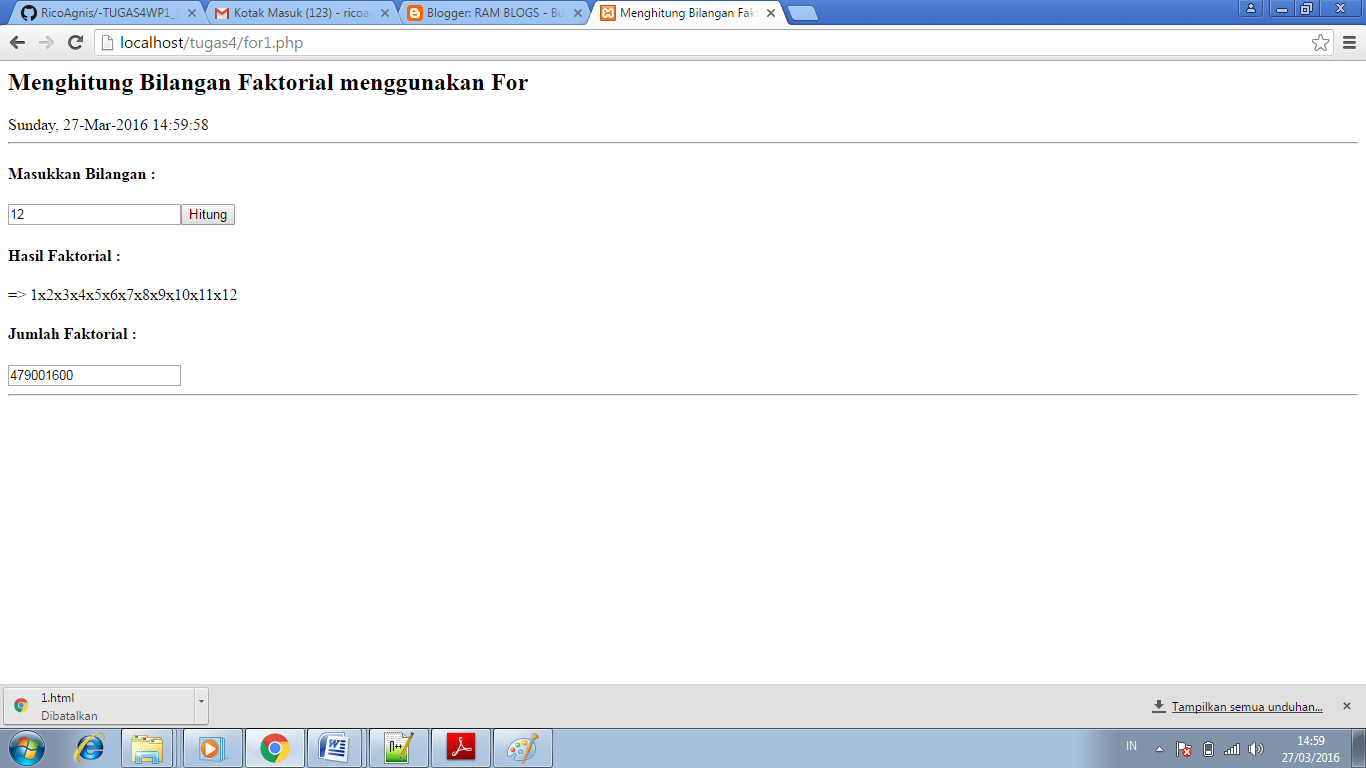 RicoAgnis/-TUGAS4WP1_
Kotak Masuk (123) - ricoa
Blogger: RAM BLOGS - Bu
Menghitung Bilangan Fak
localhost/tugas4/for1.php
Menghitung Bilangan Faktorial menggunakan For
Sunday, 27-Mar-2016 14:59:58
Masukkan Bilangan :
12 Hitung
Hasil Faktorial :
=> 1x2x3x4x5x6x7x8x9x10x11x12
Jumlah Faktorial :
479001600
1.html
Dibatalkan
Tampilkan semua unduhan...
IN
14:59
27/03/2016